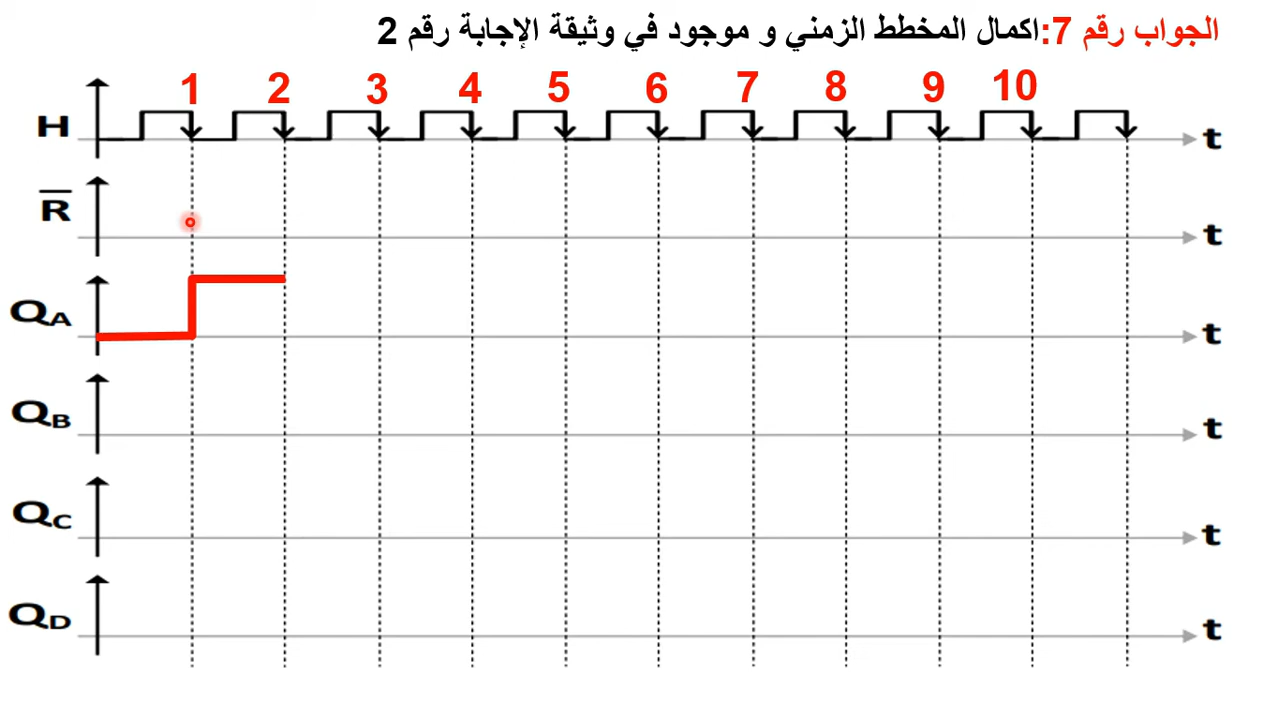 الجواب رقم 7:اكمال المخطط الزمني و موجود في وثيقة الإجابة رقم 2
1 2 3 4 5 6 7 8 9 10
H t
R̅ t
QA t
QB t
QC t
QD t